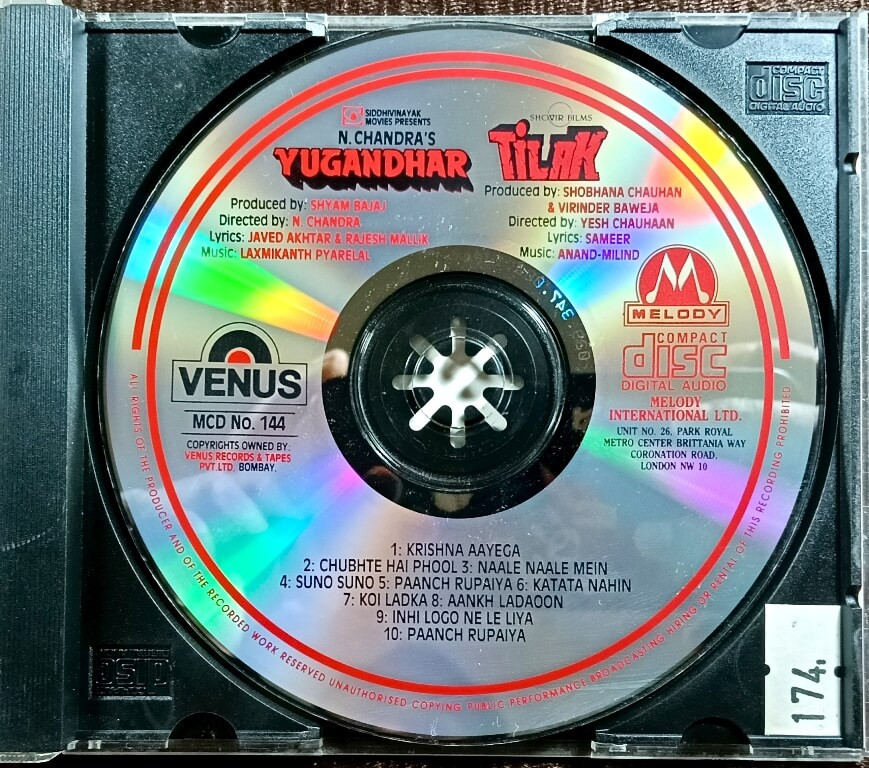 COMPACT
disc
DIGITAL AUDIO
SIDDHIVINAYAK
MOVIES PRESENTS
N.CHANDRA'S
YUGANDHAR
Produced by: SHYAM BAJAJ
Directed by: N. CHANDRA
Lyrics: JAVED AKHTAR & RAJESH MALLIK
Music: LAXMIKANTH PYARELAL
SHOVIR FILMS
TiLAK
Produced by: SHOBHANA CHAUHAN
& VIRINDER BAWEJA
Directed by: YESH CHAUHAAN
Lyrics: SAMEER
Music: ANAND-MILIND
VENUS
MCD No. 144
COPYRIGHTS OWNED BY.
VENUS RECORDS & TAPES
PVT.LTD. BOMBAY.
MELODY
COMPACT
disc
DIGITAL AUDIO
MELODY
INTERNATIONAL LTD.
UNIT NO. 26, PARK ROYAL
METRO CENTER BRITTANIA WAY
CORONATION ROAD,
LONDON NW 10
1: KRISHNA AAYEGA
2: CHUBHTE HAI PHOOL 3: NAALE NAALE MEIN
4: SUNO SUNO 5: PAANCH RUPAIYA 6: KATATA NAHIN
7: KOI LADKA 8: AANKH LADAOON
9: INHI LOGO NE LE LIYA
10: PAANCH RUPAIYA
ALL RIGHTS OF THE PRODUCER AND OF THE RECORDED WORK RESERVED UNAUTHORISED COPYING PUBLIC PERFORMANCE BROADCASTING HIRING OR RENTAL OF THIS RECORDING PROHIBITED
174.